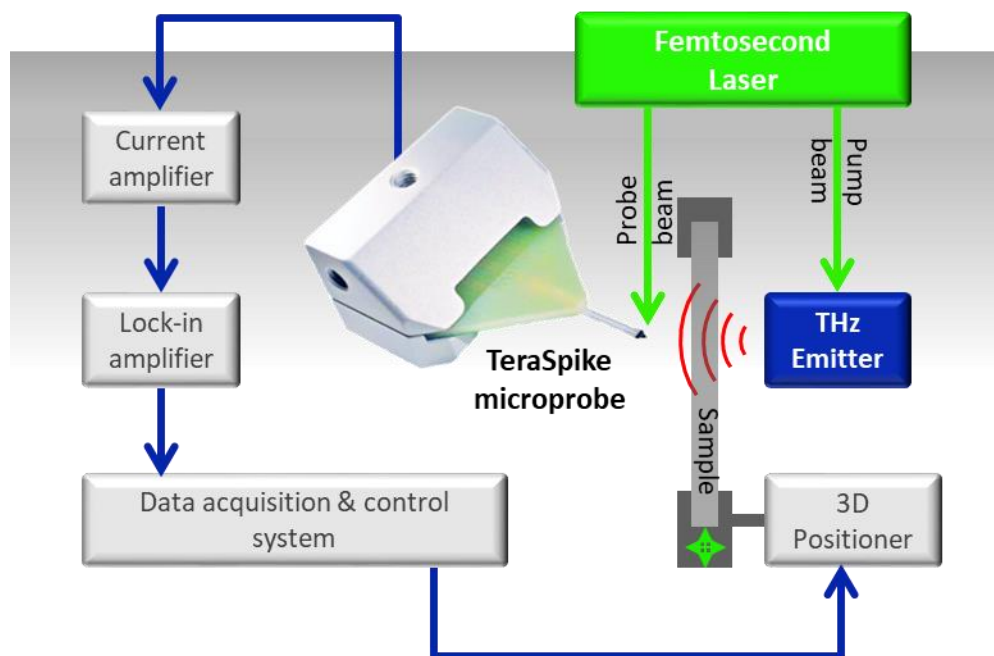 Femtosecond
Laser
Current
amplifier
Probe
beam
Pump
beam
Lock-in
amplifier
THz
Emitter
TeraSpike
microprobe
Sample
Data acquisition & control
system
3D
Positioner